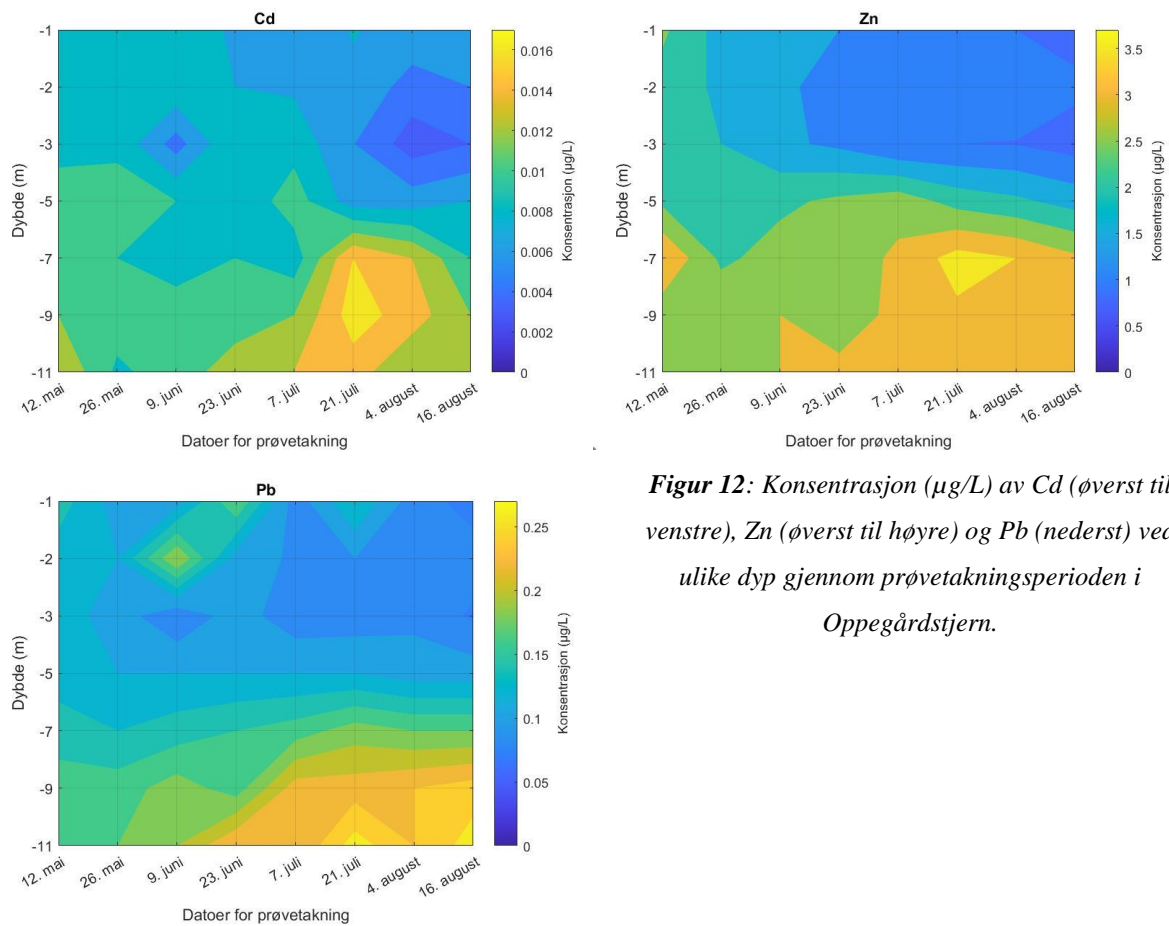 Cd
-1
-2
-3
-5
-7
-9
-11
Dybde (m)
12. mai
26. mai
9. juni
23. juni
7. juli
21. juli
4. august
16. august
Datoer for prøvetakning
0.016
0.014
0.012
0.01
0.008
0.006
0.004
0.002
0
Konsentrasjon (µg/L)
Zn
-1
-2
-3
-5
-7
-9
-11
Dybde (m)
12. mai
26. mai
9. juni
23. juni
7. juli
21. juli
4. august
16. august
Datoer for prøvetakning
3.5
3
2.5
2
1.5
1
0.5
0
Konsentrasjon (µg/L)
Pb
-1
-2
-3
-5
-7
-9
-11
Dybde (m)
12. mai
26. mai
9. juni
23. juni
7. juli
21. juli
4. august
16. august
Datoer for prøvetakning
0.25
0.2
0.15
0.1
0.05
0
Konsentrasjon (µg/L)
Figur 12: Konsentrasjon (µg/L) av Cd (øverst til
venstre), Zn (øverst til høyre) og Pb (nederst) ved
ulike dyp gjennom prøvetakningsperioden i
Oppegårdstjern.